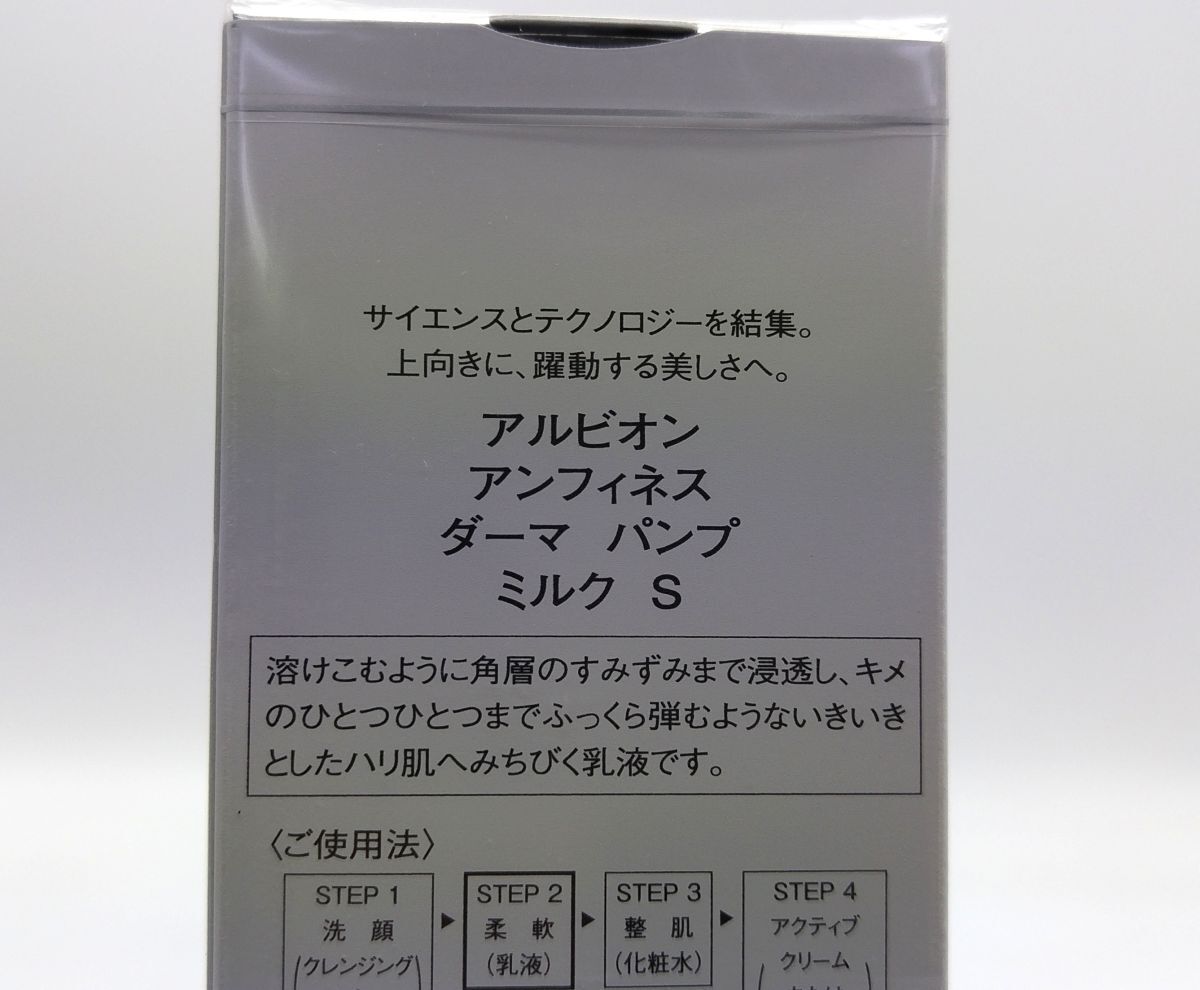 サイエンスとテクノロジーを結集。
上向きに、躍動する美しさへ。
アルビオン
アンフィネス
ダーマ パンプ
ミルク S
溶けこむように角層のすみずみまで浸透し、キメ
のひとつひとつまでふっくら弾むようないきいき
としたハリ肌へみちびく乳液です。
〈ご使用法〉
STEP 1 ▶ STEP 2 ▶ STEP 3 ▶ STEP 4
洗 顔 柔 軟 整 肌 アクティブ
(クレンジング) (乳液) (化粧水) (クリーム